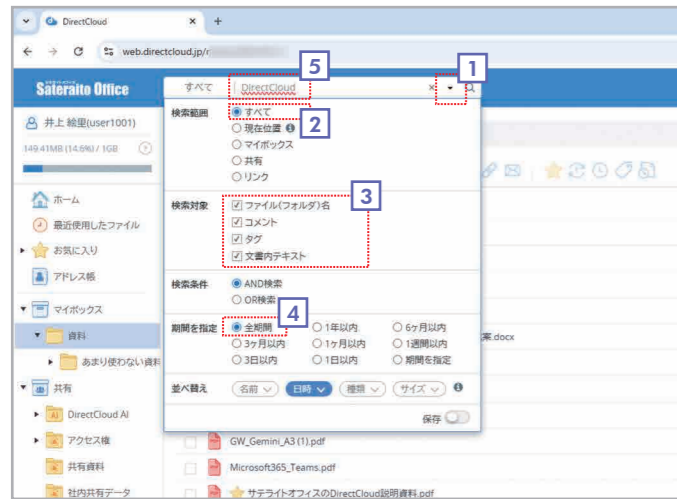 DirectCloud
web.directcloud.jp/r
Sateraito Office
すべて DirectCloud
5
1
井上 絵里(user1001)
149.41MB (14.6%) / 1GB
ホーム
最近使用したファイル
お気に入り
アドレス帳
マイボックス
資料
あまり使わない資料
共有
DirectCloud AI
アクセス権
共有資料
社内共有データ
検索範囲 すべて
2
現在位置
マイボックス
共有
リンク
検索対象 ファイル(フォルダ)名
3
コメント
タグ
文書内テキスト
検索条件 AND検索
OR検索
4
期間を指定 全期間 1年以内 6ヶ月以内
3ヶ月以内 1ヶ月以内 1週間以内
3日以内 1日以内 期間を指定
並べ替え 名前 日時 種類 サイズ
保存
案.docx
GW_Gemini_A3 (1).pdf
Microsoft365_Teams.pdf
サテライトオフィスのDirectCloud説明資料.pdf